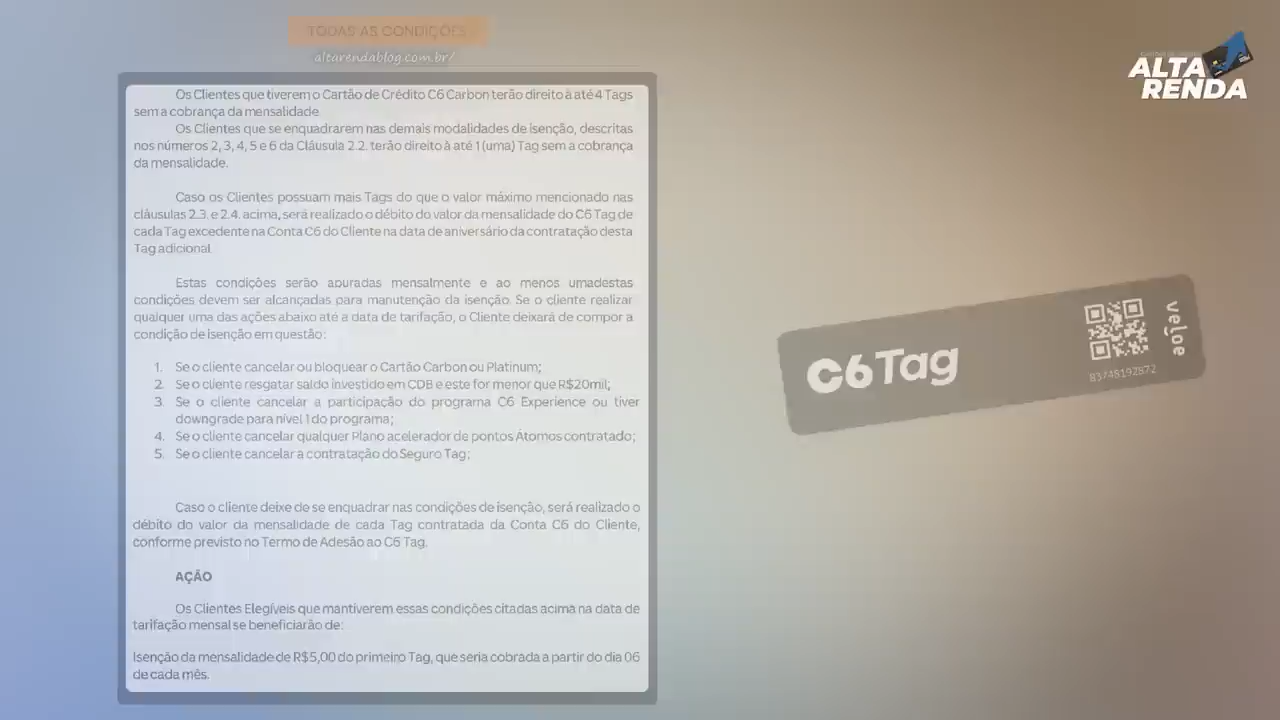 TODAS AS CONDIÇÕES
altarendablog.com.br/
ALTA
RENDA
Os Clientes que tiverem o Cartão de Crédito C6 Carbon terão direito à até 4 Tags
sem a cobrança da mensalidade
Os Clientes que se enquadrarem nas demais modalidades de isenção, descritas
nos números 2, 3, 4, 5 e 6 da Cláusula 2.2. terão direito à até 1 (uma) Tag sem a cobrança
da mensalidade.
Caso os Clientes possuam mais Tags do que o valor máximo mencionado nas
cláusulas 2.3. e 2.4. acima, será realizado o débito do valor da mensalidade do C6 Tag de
cada Tag excedente na Conta C6 do Cliente na data de aniversário da contratação desta
Tag adicional.
Estas condições serão apuradas mensalmente e ao menos umadestas
condições devem ser alcançadas para manutenção da isenção. Se o cliente realizar
qualquer uma das ações abaixo até a data de tarifação, o Cliente deixará de compor a
condição de isenção em questão:
1. Se o cliente cancelar ou bloquear o Cartão Carbon ou Platinum;
2. Se o cliente resgatar saldo investido em CDB e este for menor que R$20mil;
3. Se o cliente cancelar a participação do programa C6 Experience ou tiver
downgrade para nível 1 do programa;
4. Se o cliente cancelar qualquer Plano acelerador de pontos Átomos contratado;
5. Se o cliente cancelar a contratação do Seguro Tag;
Caso o cliente deixe de se enquadrar nas condições de isenção, será realizado o
débito do valor da mensalidade de cada Tag contratada da Conta C6 do Cliente,
conforme previsto no Termo de Adesão ao C6 Tag.
AÇÃO
Os Clientes Elegíveis que mantiverem essas condições citadas acima na data de
tarifação mensal se beneficiarão de:
Isenção da mensalidade de R$5,00 do primeiro Tag, que seria cobrada a partir do dia 06
de cada mês.
C6 Tag
veloe
83748192872